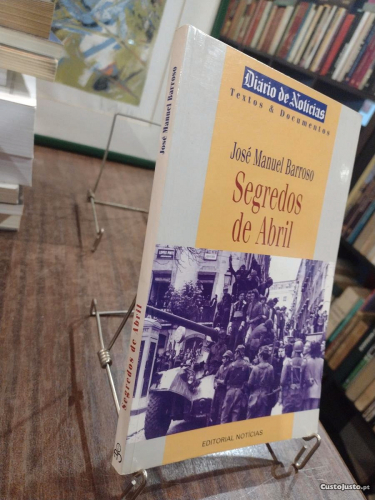 Diário de Notícias
Textos & Documentos
José Manuel Barroso
Segredos
de Abril
EDITORIAL NOTÍCIAS
José Manuel Barroso
Segredos de Abril
CustoJusto.pt